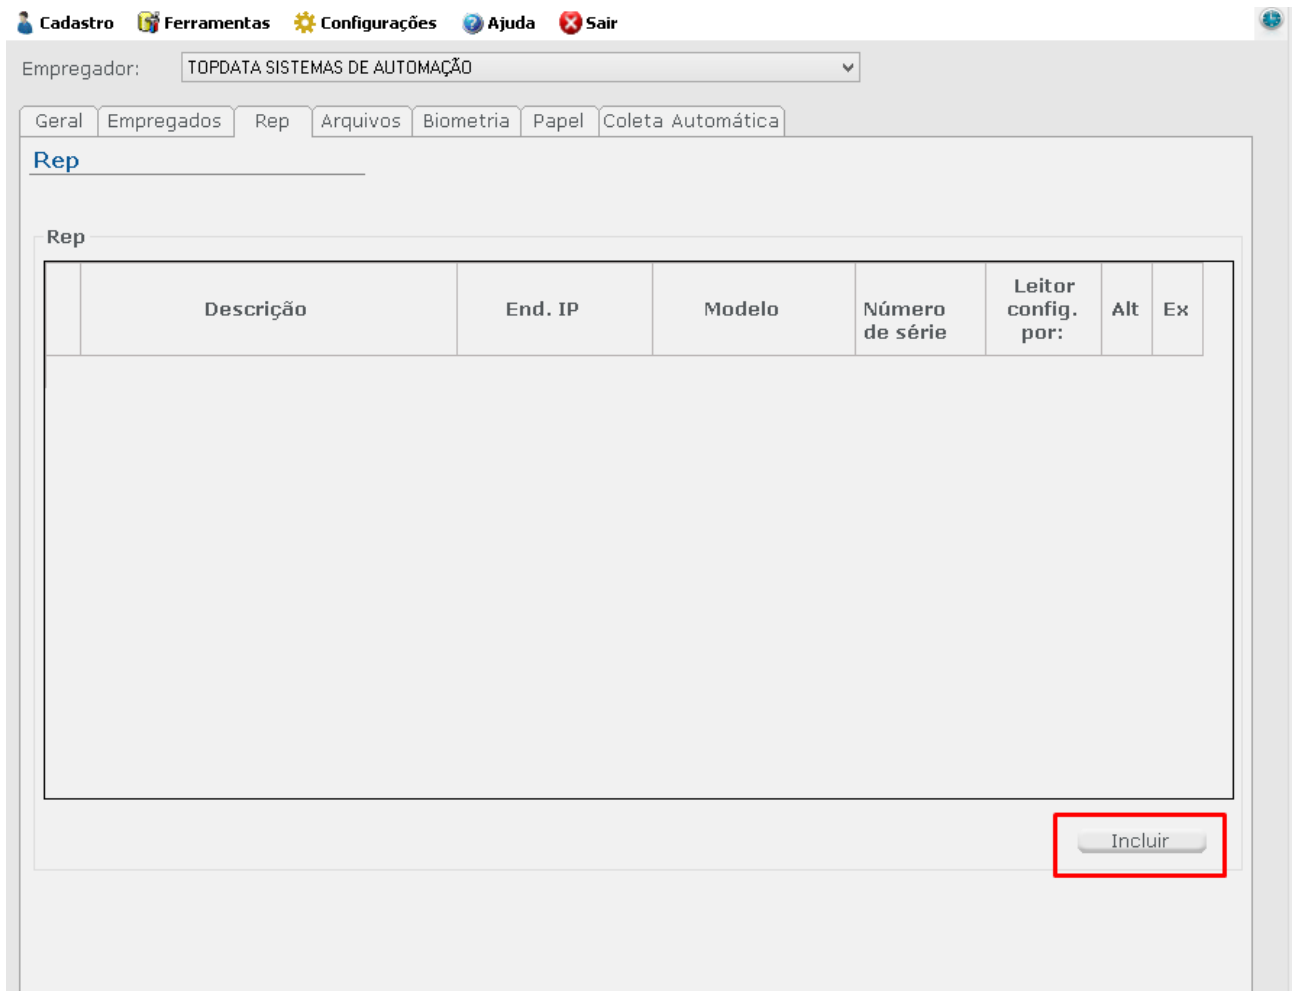 Cadastro Ferramentas Configurações Ajuda Sair
Empregador: TOPDATA SISTEMAS DE AUTOMAÇÃO
Geral Empregados Rep Arquivos Biometria Papel Coleta Automática
Rep
Rep
Descrição End. IP Modelo Número de série Leitor config. por: Alt Ex
Incluir